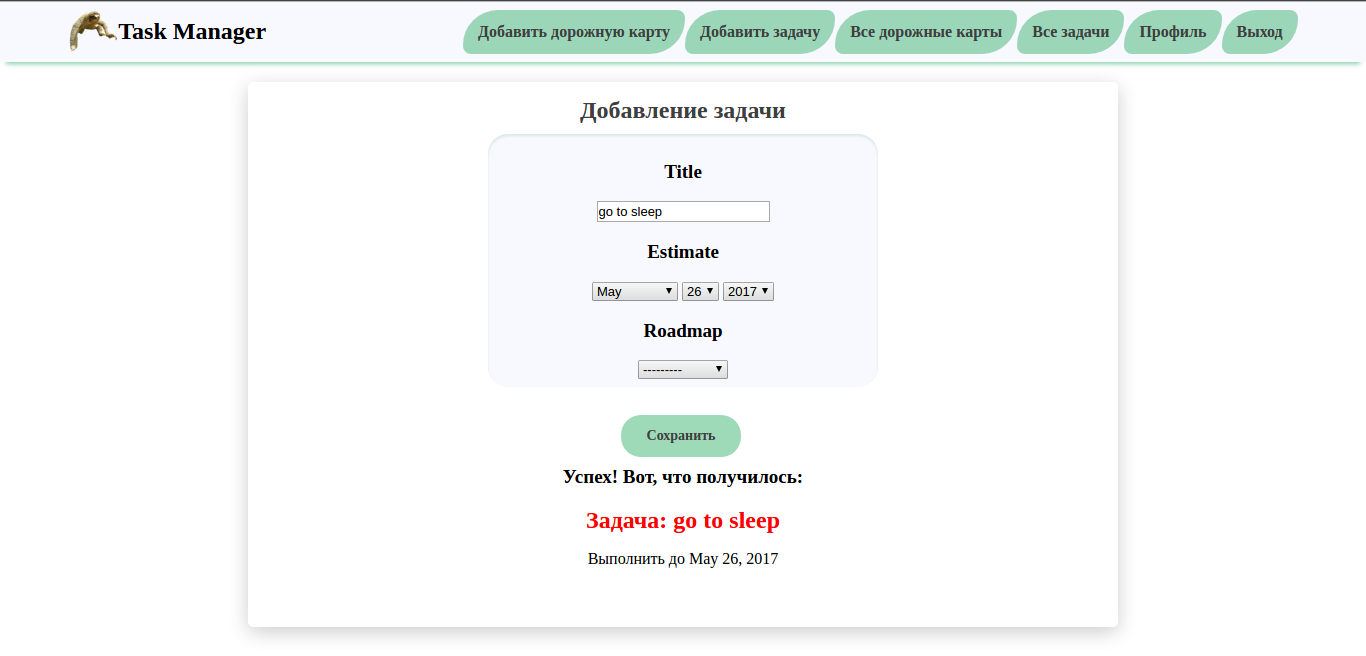 Task Manager
Добавить дорожную карту
Добавить задачу
Все дорожные карты
Все задачи
Профиль
Выход
Добавление задачи
Title
go to sleep
Estimate
May 26 2017
Roadmap
---------
Сохранить
Успех! Вот, что получилось:
Задача: go to sleep
Выполнить до May 26, 2017